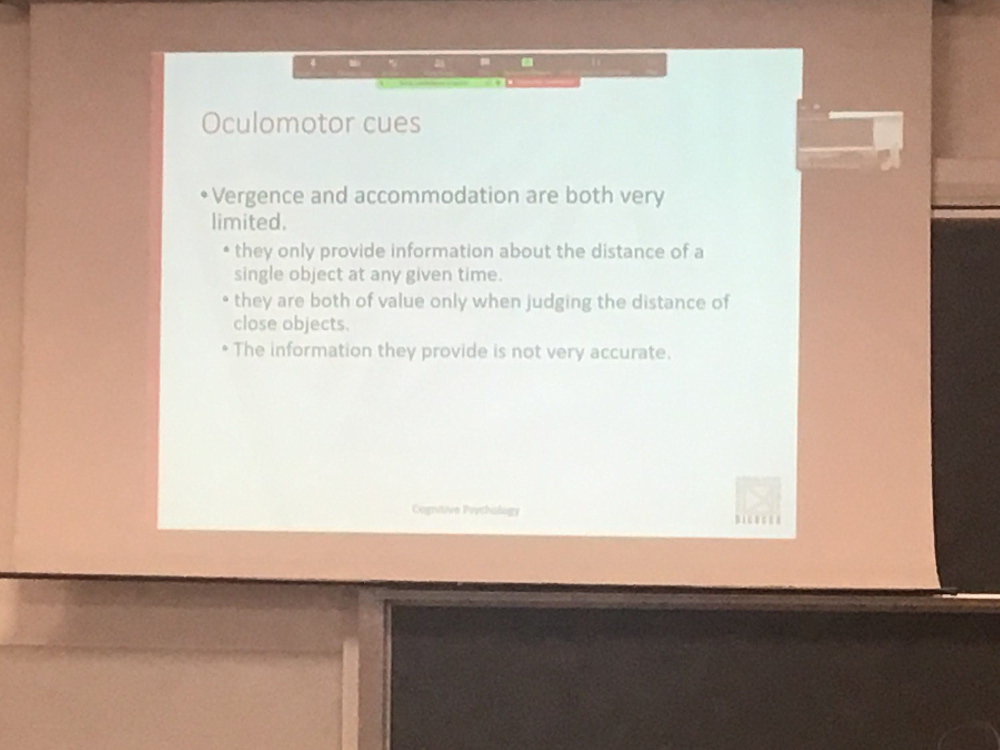 Oculomotor cues
• Vergence and accommodation are both very
limited.
• they only provide information about the distance of a
single object at any given time.
• they are both of value only when judging the distance of
close objects.
• The information they provide is not very accurate.
Cognitive Psychology
BICOCCA